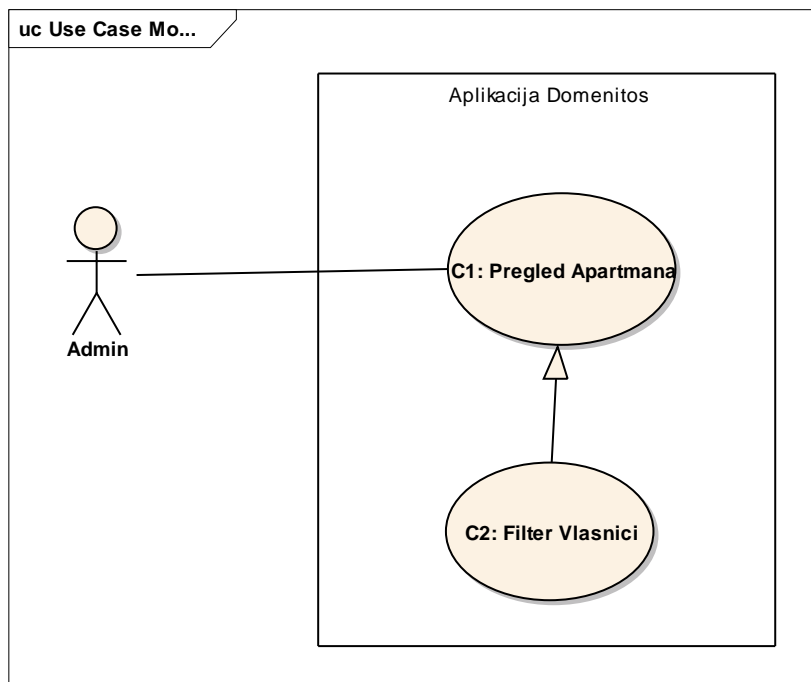 uc Use Case Mo...
Aplikacija Domenitos
C1: Pregled Apartmana
Admin
C2: Filter Vlasnici